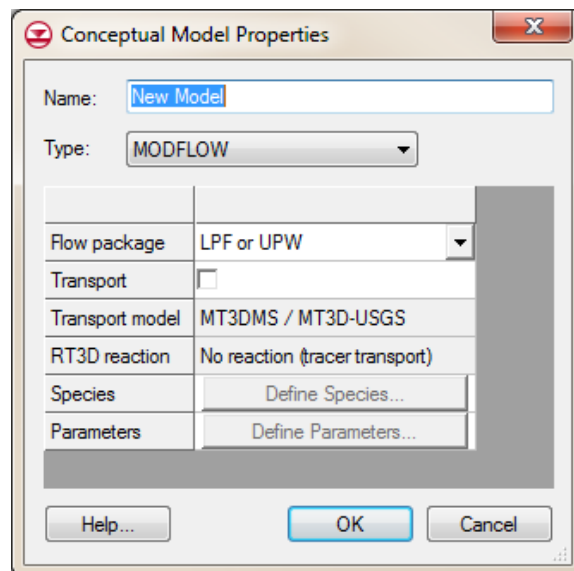 Conceptual Model Properties
Name: New Model
Type: MODFLOW
Flow package LPF or UPW
Transport
Transport model MT3DMS / MT3D-USGS
RT3D reaction No reaction (tracer transport)
Species Define Species...
Parameters Define Parameters...
Help... OK Cancel